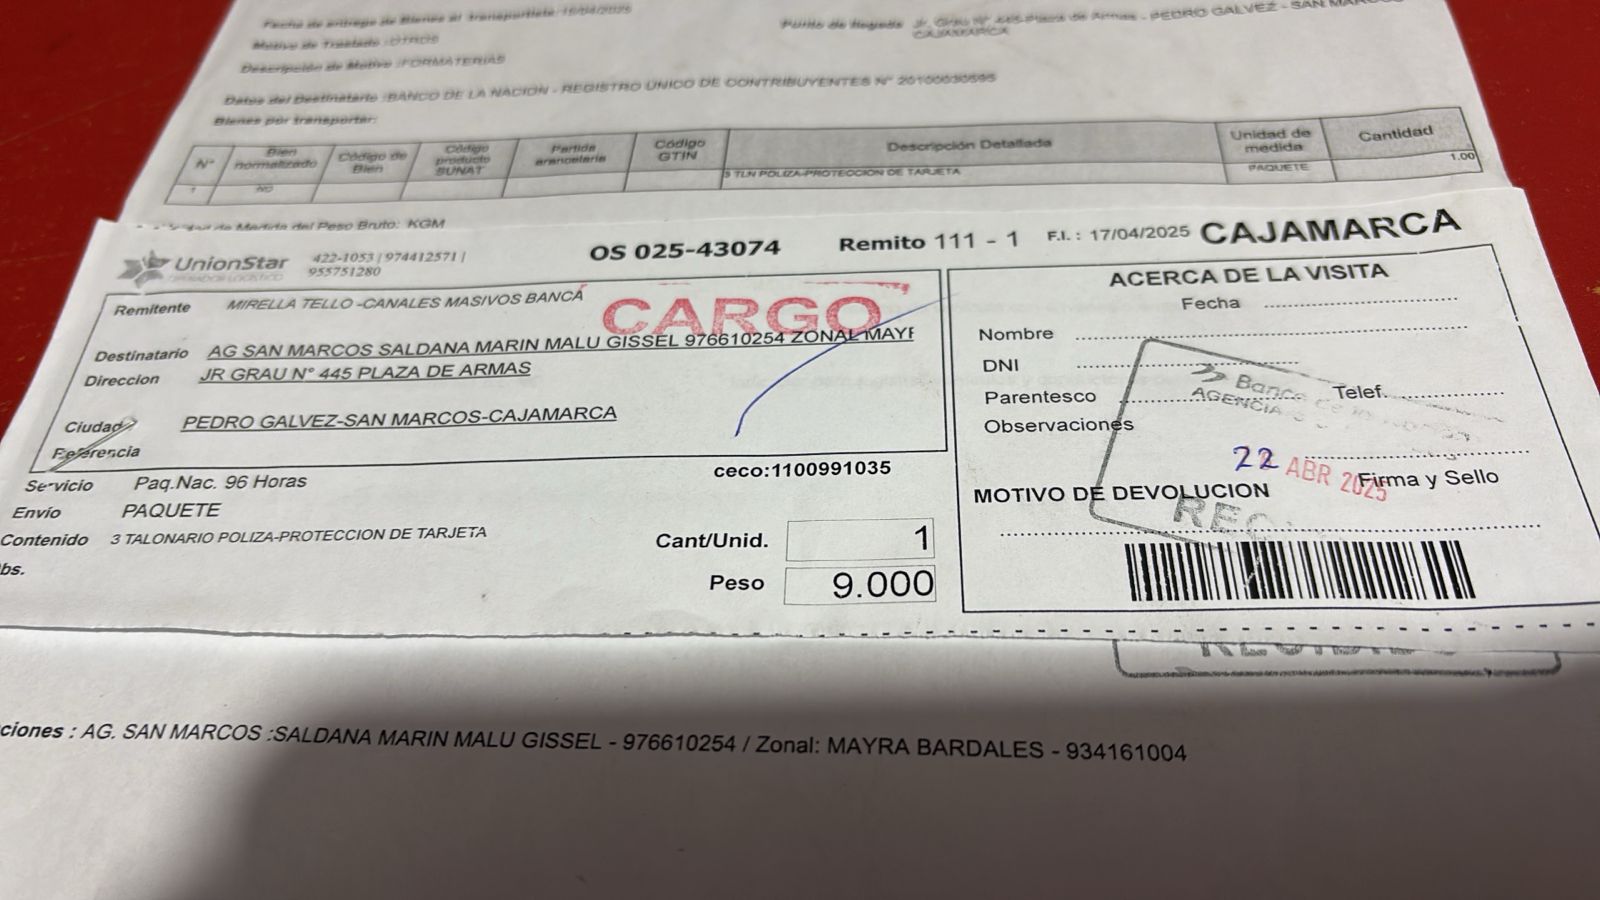 Fecha de entrega de Bienes al transportista: 16/04/2025
Punto de llegada Jr. Grau N° 445 Plaza de Armas - PEDRO GALVEZ - SAN MARCOS
CAJAMARCA
Motivo de Traslado :OTROS
Descripción de Motivo :FORMATERIAS
Datos del Destinatario :BANCO DE LA NACION - REGISTRO UNICO DE CONTRIBUYENTES N°
Bienes por transportar:
N° Bien normalizado Código de Bien Código producto SUNAT Partida arancelaria Código GTIN Descripción Detallada Unidad de medida Cantidad
1 NO 3 TLN POLIZA-PROTECCION DE TARJETA PAQUETE 1.00
de Medida del Peso Bruto: KGM
UnionStar
OPERADOR LOGISTICO
422-1053 | 974412571 |
955751280
OS 025-43074 Remito 111 - 1 F.I. : 17/04/2025 CAJAMARCA
Remitente MIRELLA TELLO -CANALES MASIVOS BANCA
CARGO
Destinatario AG SAN MARCOS SALDANA MARIN MALU GISSEL 976610254 ZONAL MAYR
Direccion JR GRAU N° 445 PLAZA DE ARMAS
Ciudad PEDRO GALVEZ-SAN MARCOS-CAJAMARCA
Referencia
ceco:1100991035
Servicio Paq.Nac. 96 Horas
Envío PAQUETE
Contenido 3 TALONARIO POLIZA-PROTECCION DE TARJETA
bs.
Cant/Unid. 1
Peso 9.000
ACERCA DE LA VISITA
Fecha
Nombre
DNI
Parentesco Telef.
Observaciones
Banco de la
AGENCIA
22 ABR 2025
Firma y Sello
MOTIVO DE DEVOLUCION
REC
ciones : AG. SAN MARCOS :SALDANA MARIN MALU GISSEL - 976610254 / Zonal: MAYRA BARDALES - 934161004